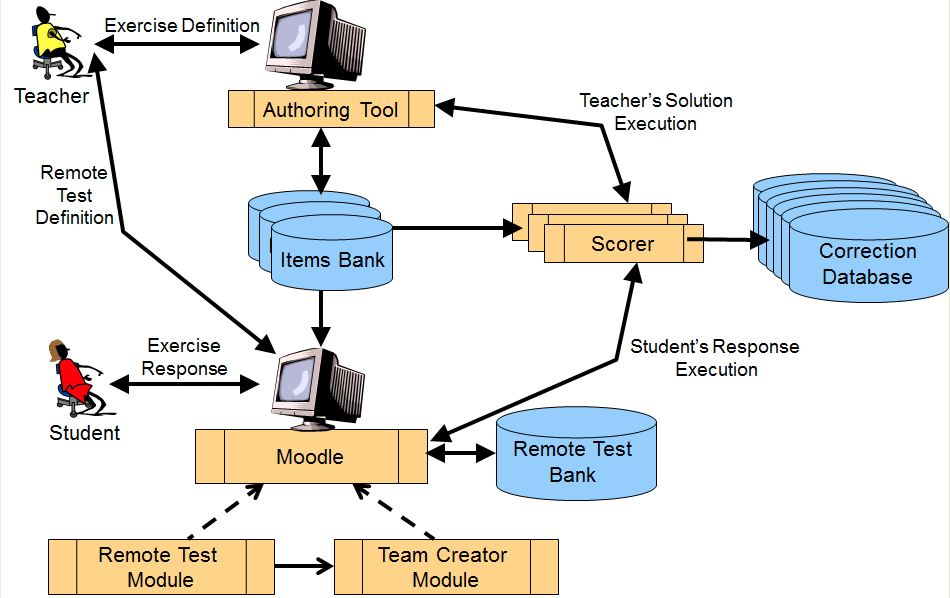 Exercise Definition
Teacher
Authoring Tool
Teacher's Solution
Execution
Remote
Test
Definition
Items Bank
Scorer
Correction
Database
Exercise
Response
Student's Response
Execution
Student
Moodle
Remote Test
Bank
Remote Test
Module
Team Creator
Module